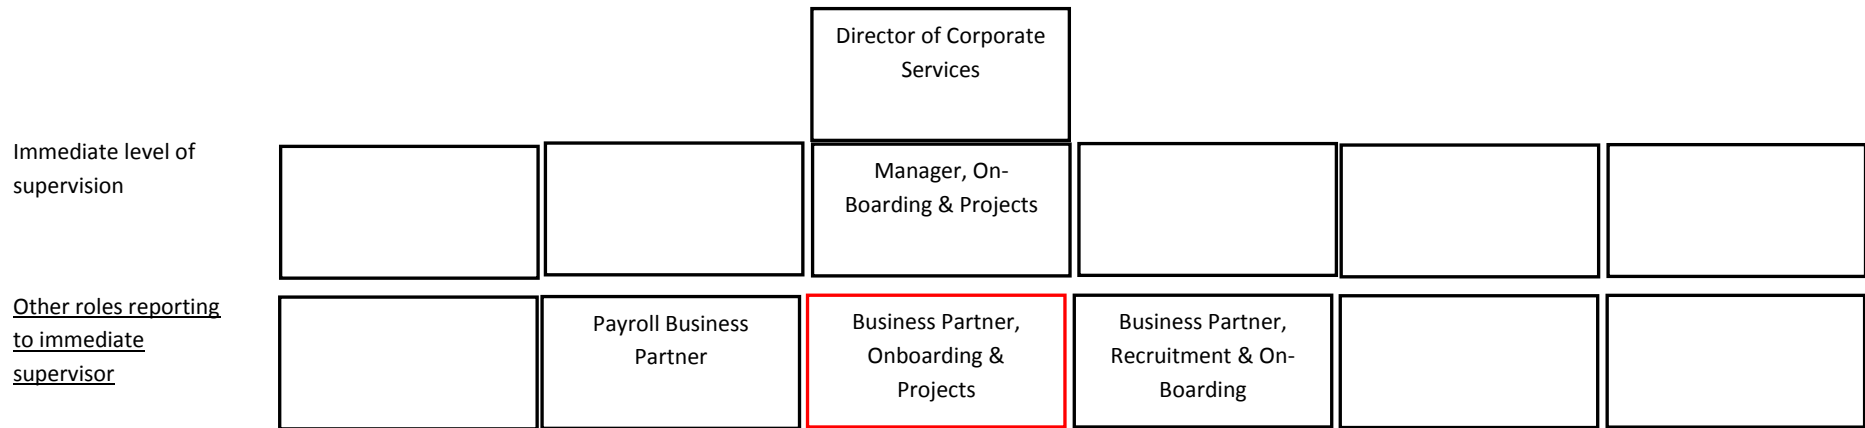 Director of Corporate
Services
Immediate level of
supervision
Manager, On-
Boarding & Projects
Other roles reporting
to immediate
supervisor
Payroll Business
Partner
Business Partner,
Onboarding &
Projects
Business Partner,
Recruitment & On-
Boarding